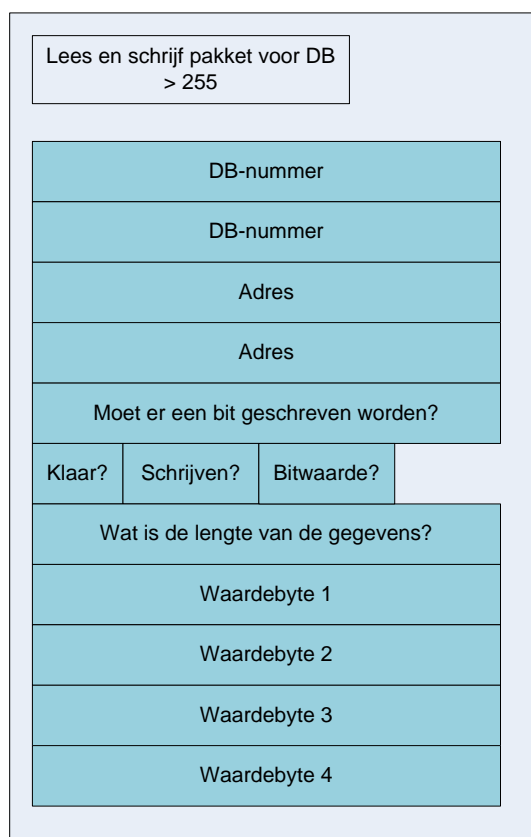 Lees en schrijf pakket voor DB
> 255
DB-nummer
DB-nummer
Adres
Adres
Moet er een bit geschreven worden?
Klaar? Schrijven? Bitwaarde?
Wat is de lengte van de gegevens?
Waardebyte 1
Waardebyte 2
Waardebyte 3
Waardebyte 4